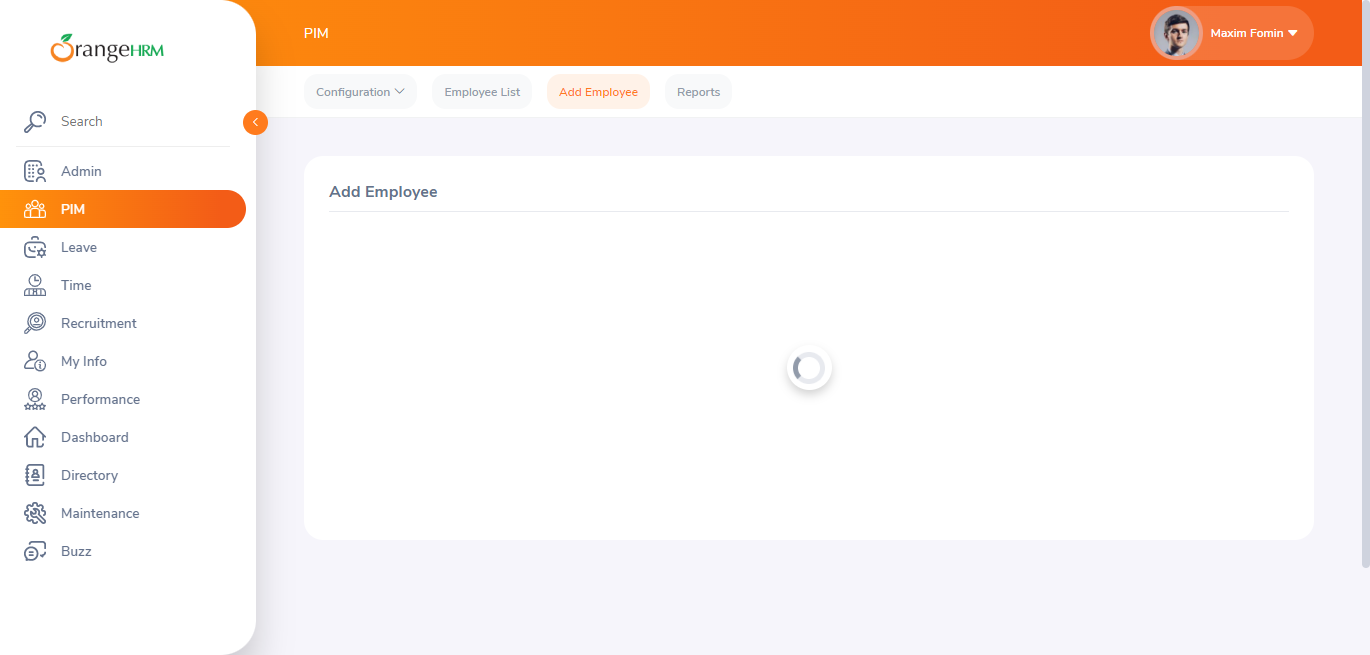 OrangeHRM
Search
Admin
PIM
Leave
Time
Recruitment
My Info
Performance
Dashboard
Directory
Maintenance
Buzz
PIM
Maxim Fomin
Configuration
Employee List
Add Employee
Reports
Add Employee